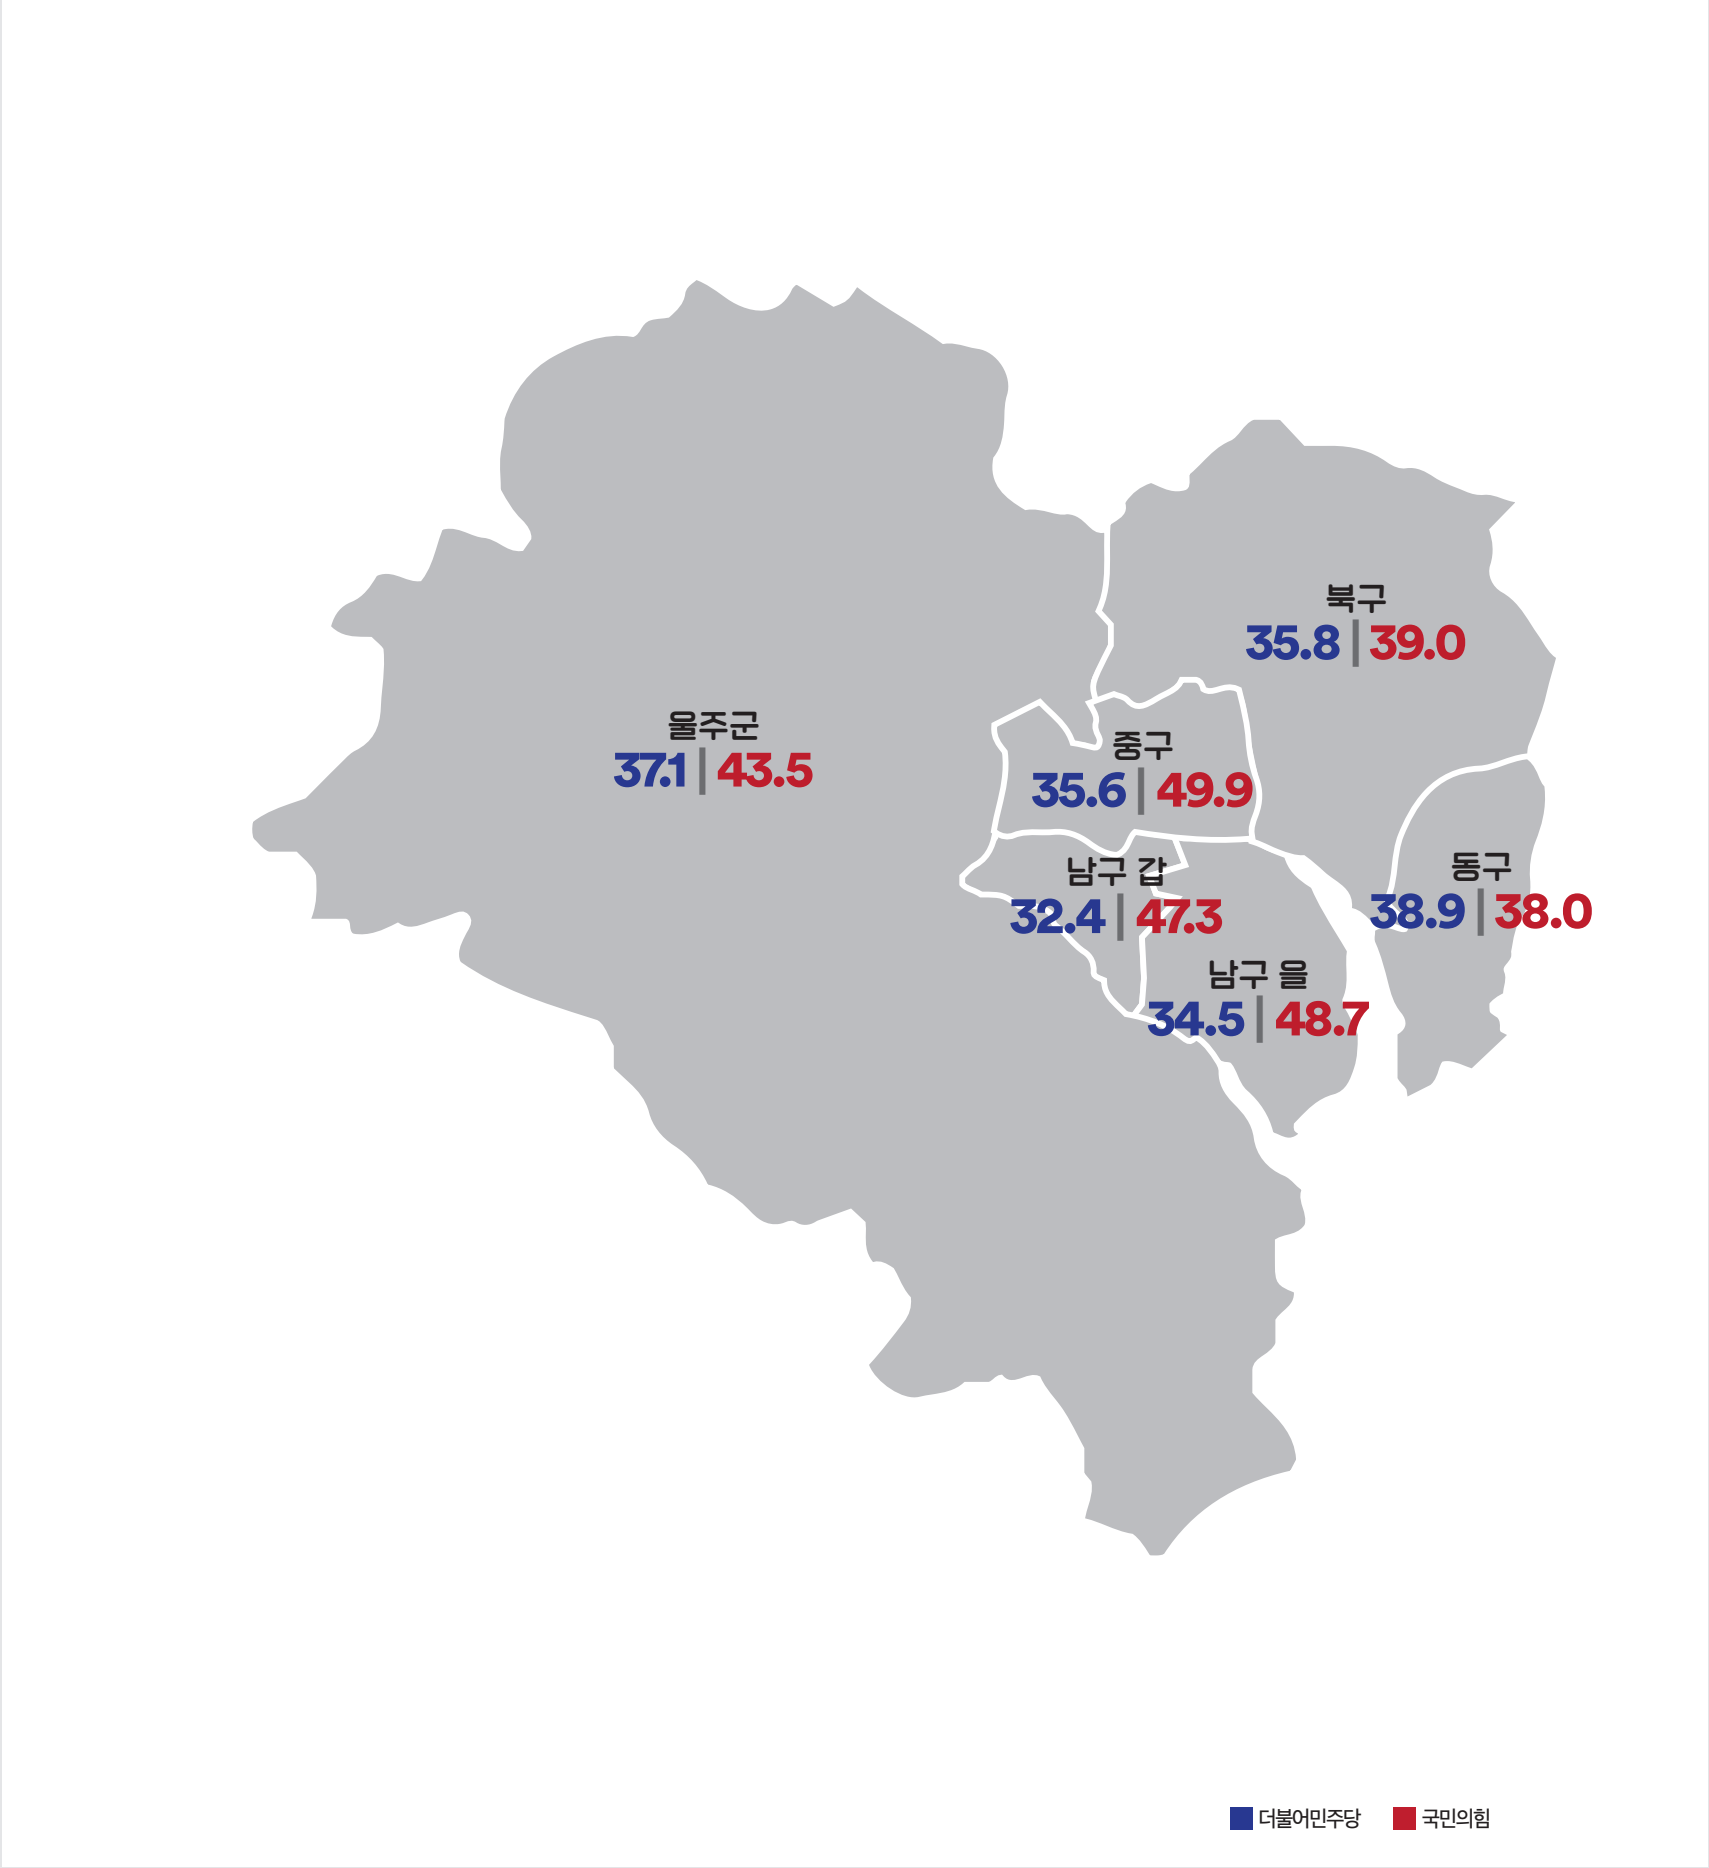 북구
35.8 | 39.0
울주군
37.1 | 43.5
중구
35.6 | 49.9
남구 갑
32.4 | 47.3
동구
38.9 | 38.0
남구 을
34.5 | 48.7
더불어민주당 국민의힘